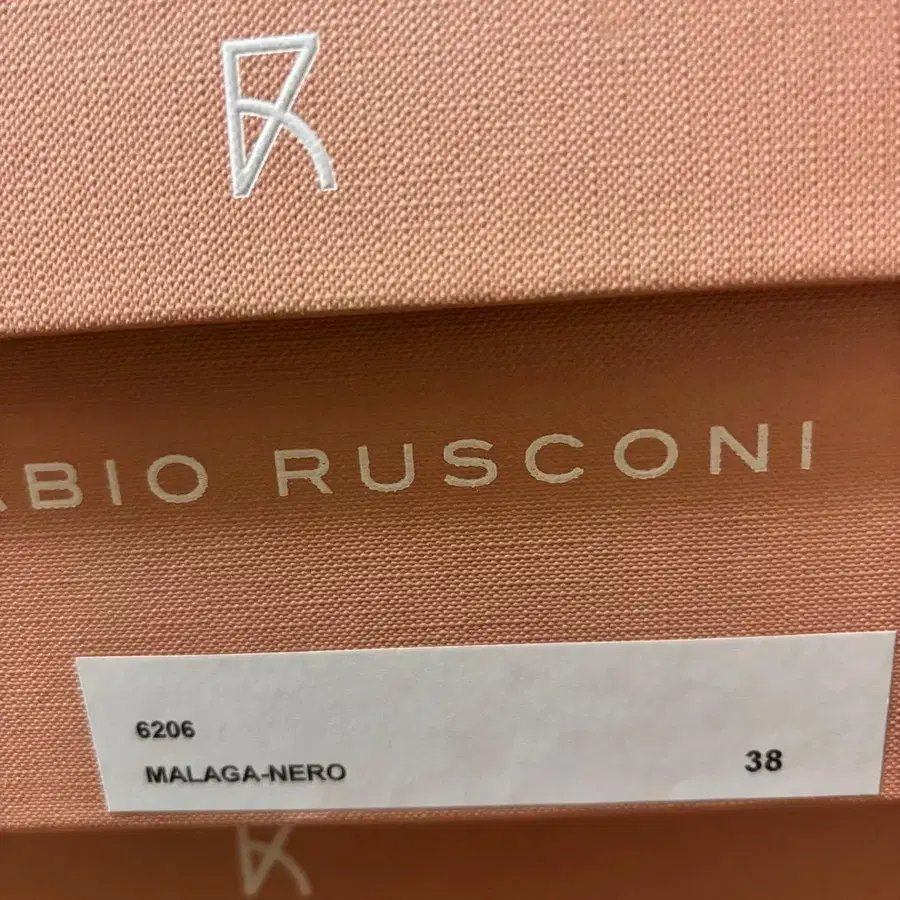 ABIO RUSCONI
6206
MALAGA-NERO 38